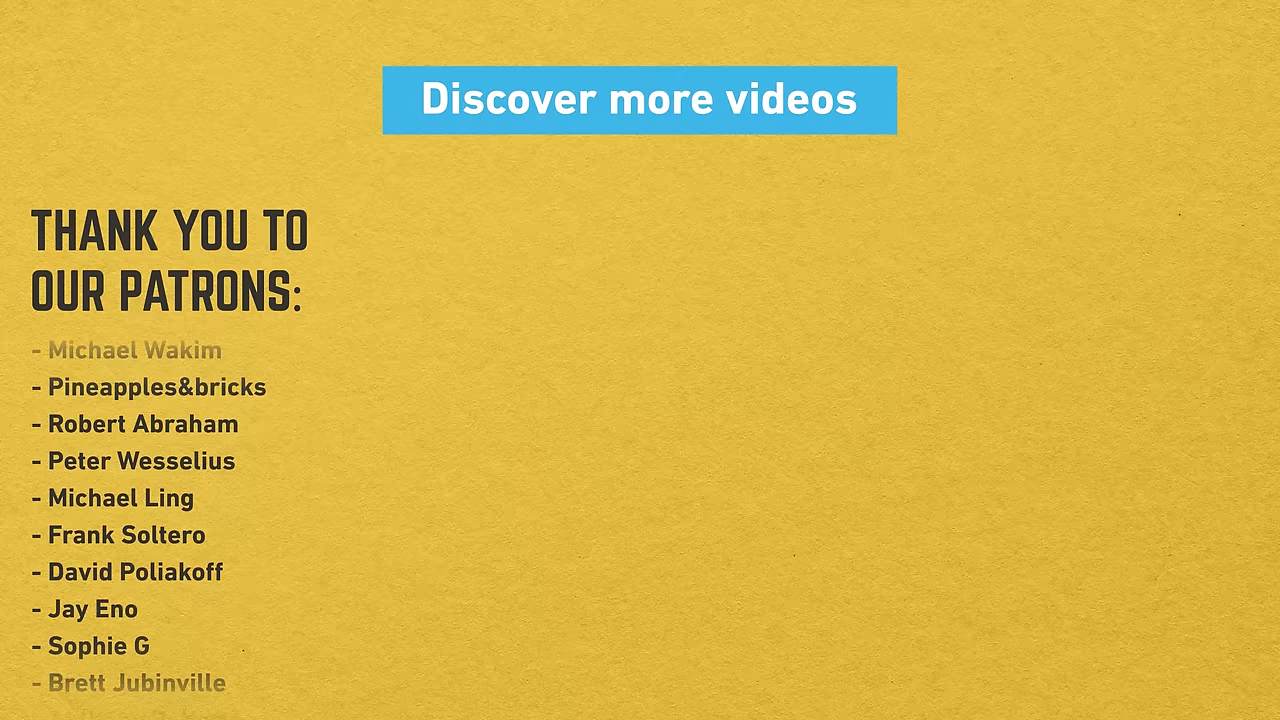 Discover more videos
THANK YOU TO
OUR PATRONS:
- Michael Wakim
- Pineapples&bricks
- Robert Abraham
- Peter Wesselius
- Michael Ling
- Frank Soltero
- David Poliakoff
- Jay Eno
- Sophie G
- Brett Jubinville